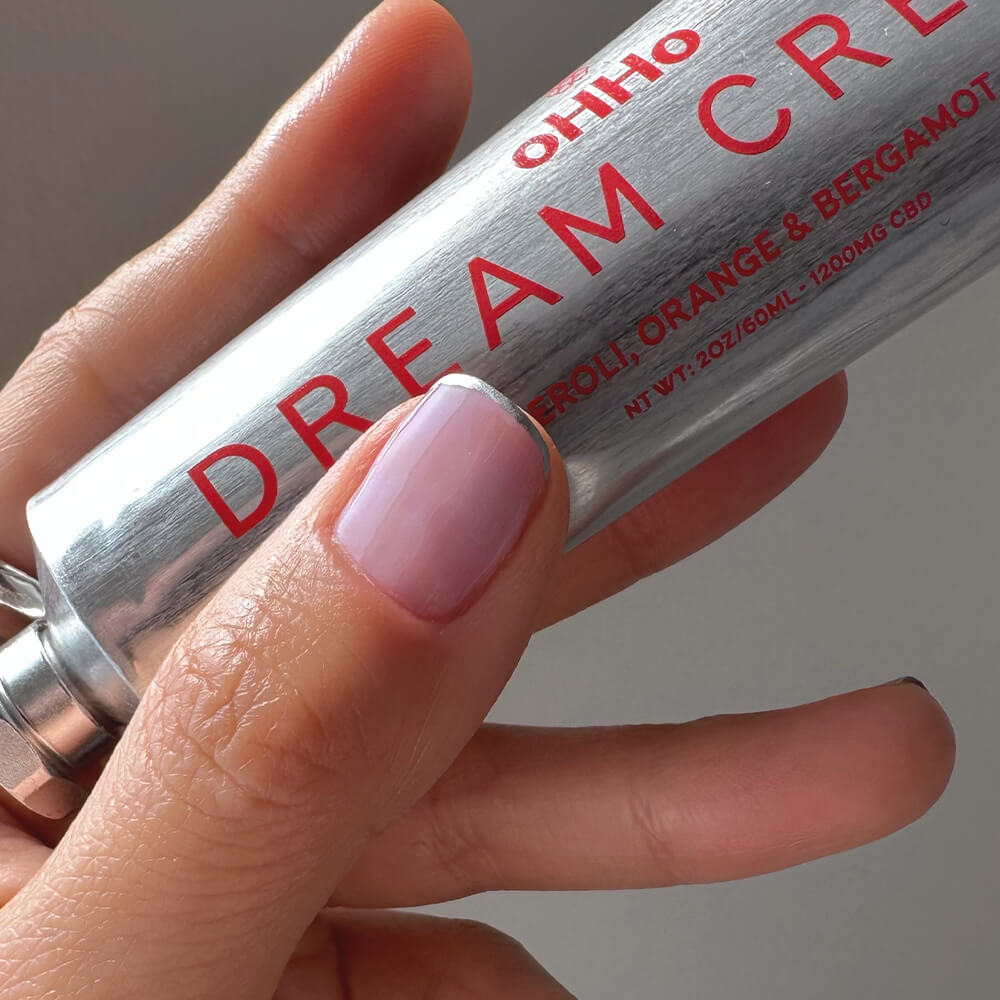 OHHO
DREAM CRE
EROLI, ORANGE & BERGAMOT
NT WT: 2OZ/60ML - 1200MG CBD